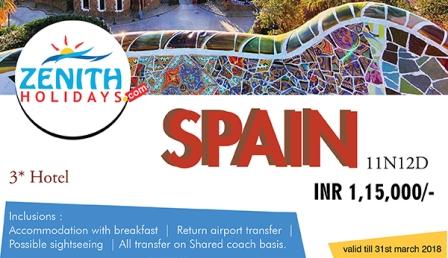 ZENITH
HOLIDAYS.com
SPAIN 11N12D
3* Hotel
INR 1,15,000/-
Inclusions :
Accommodation with breakfast | Return airport transfer |
Possible sightseeing | All transfer on Shared coach basis.
valid till 31st march 2018